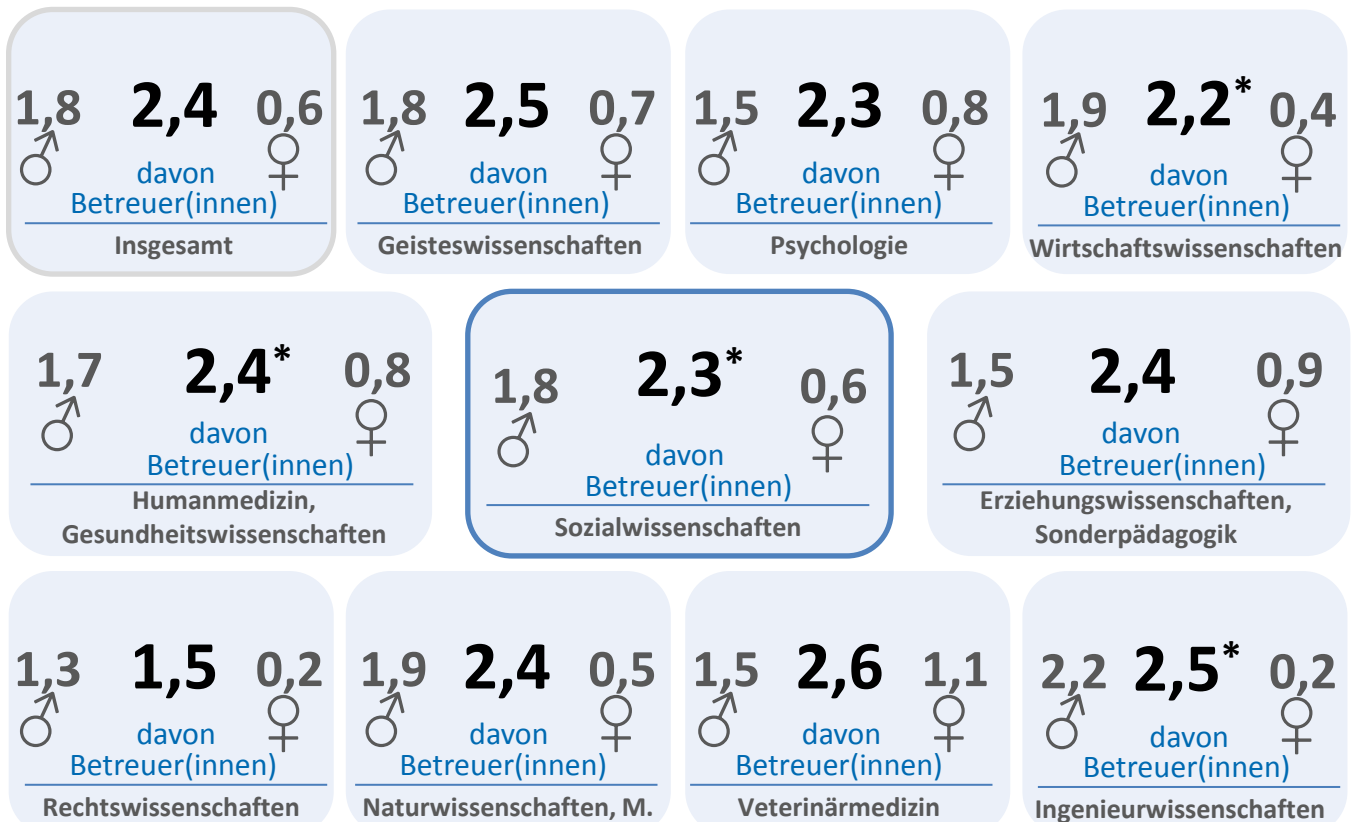 1,8 2,4 0,6
davon
Betreuer(innen)
Insgesamt
1,8 2,5 0,7
davon
Betreuer(innen)
Geisteswissenschaften
1,5 2,3 0,8
davon
Betreuer(innen)
Psychologie
1,9 2,2* 0,4
davon
Betreuer(innen)
Wirtschaftswissenschaften
1,7 2,4* 0,8
davon
Betreuer(innen)
Humanmedizin,
Gesundheitswissenschaften
1,8 2,3* 0,6
davon
Betreuer(innen)
Sozialwissenschaften
1,5 2,4 0,9
davon
Betreuer(innen)
Erziehungswissenschaften,
Sonderpädagogik
1,3 1,5 0,2
davon
Betreuer(innen)
Rechtswissenschaften
1,9 2,4 0,5
davon
Betreuer(innen)
Naturwissenschaften, M.
1,5 2,6 1,1
davon
Betreuer(innen)
Veterinärmedizin
2,2 2,5* 0,2
davon
Betreuer(innen)
Ingenieurwissenschaften